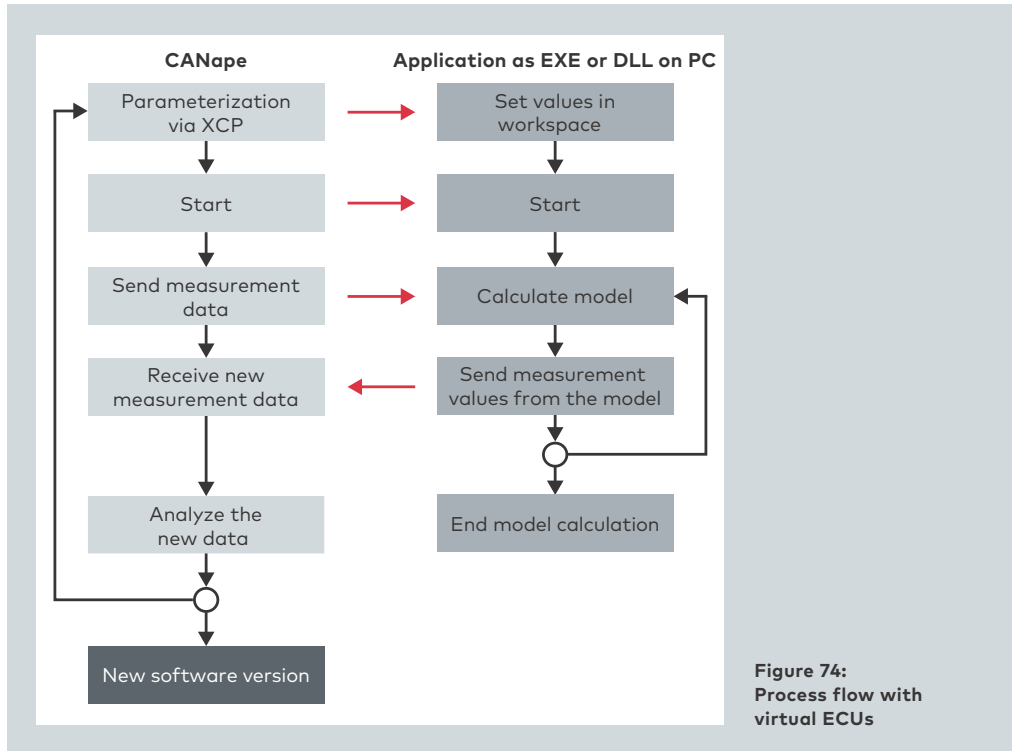 CANape
Parameterization
via XCP
Start
Send measurement
data
Receive new
measurement data
Analyze the
new data
New software version
Application as EXE or DLL on PC
Set values in
workspace
Start
Calculate model
Send measurement
values from the model
End model calculation
Figure 74:
Process flow with
virtual ECUs